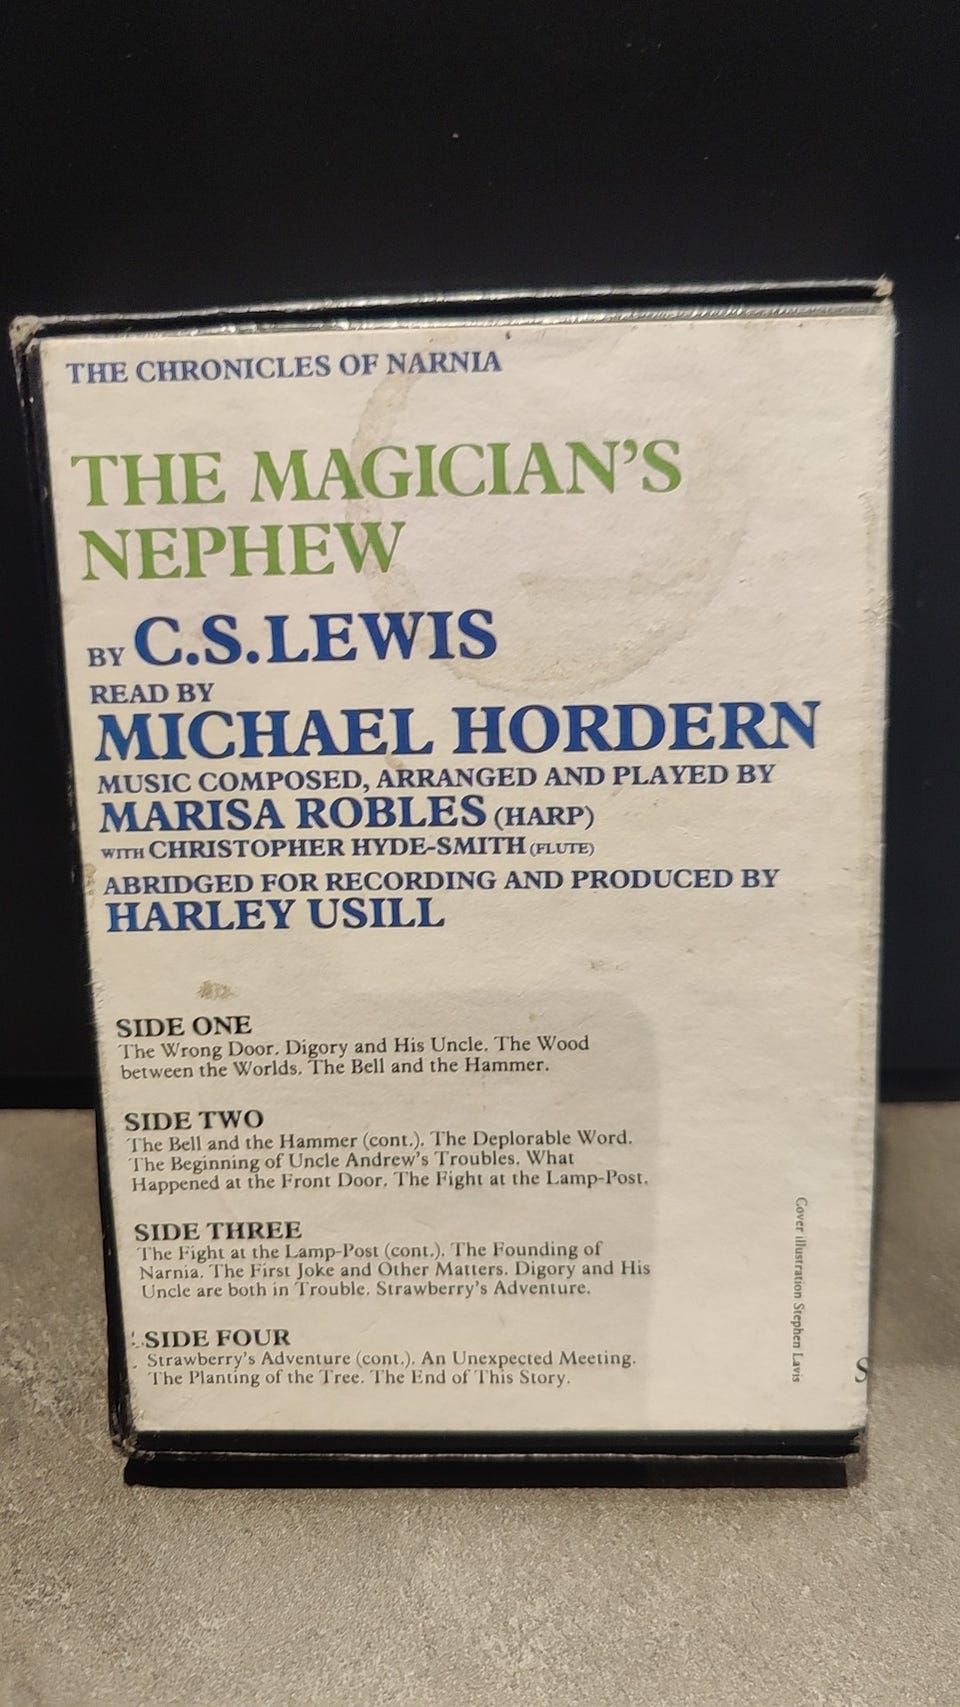 THE CHRONICLES OF NARNIA
THE MAGICIAN'S
NEPHEW
BY C.S. LEWIS
READ BY
MICHAEL HORDERN
MUSIC COMPOSED, ARRANGED AND PLAYED BY
MARISA ROBLES (HARP)
WITH CHRISTOPHER HYDE-SMITH (FLUTE)
ABRIDGED FOR RECORDING AND PRODUCED BY
HARLEY USILL
SIDE ONE
The Wrong Door. Digory and His Uncle. The Wood
between the Worlds. The Bell and the Hammer.
SIDE TWO
The Bell and the Hammer (cont.). The Deplorable Word.
The Beginning of Uncle Andrew's Troubles. What
Happened at the Front Door. The Fight at the Lamp-Post.
SIDE THREE
The Fight at the Lamp-Post (cont.). The Founding of
Narnia. The First Joke and Other Matters. Digory and His
Uncle are both in Trouble. Strawberry's Adventure.
SIDE FOUR
Strawberry's Adventure (cont.). An Unexpected Meeting.
The Planting of the Tree. The End of This Story.
Cover illustration Stephen Lavis
S